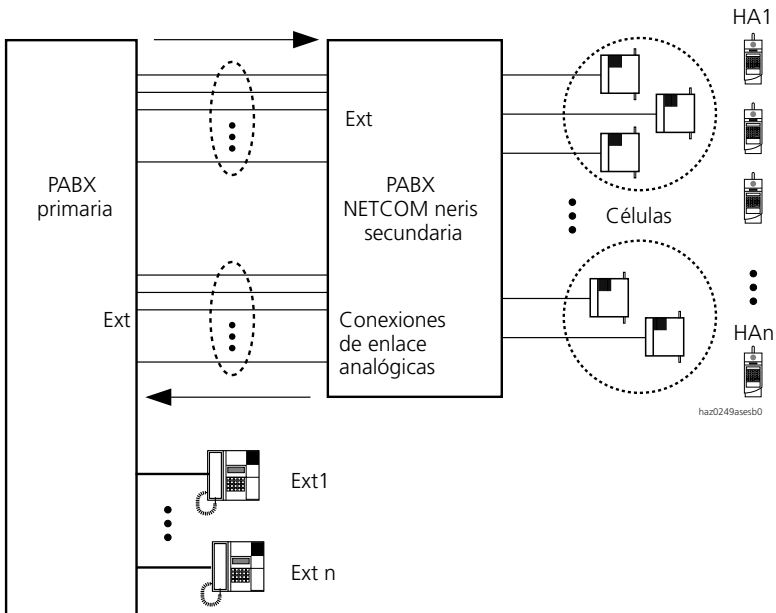 HA1
Ext
PABX
primaria
PABX
NETCOM neris
secundaria
Células
Ext
Conexiones
de enlace
analógicas
HAn
haz0249asesb0
Ext1
Ext n